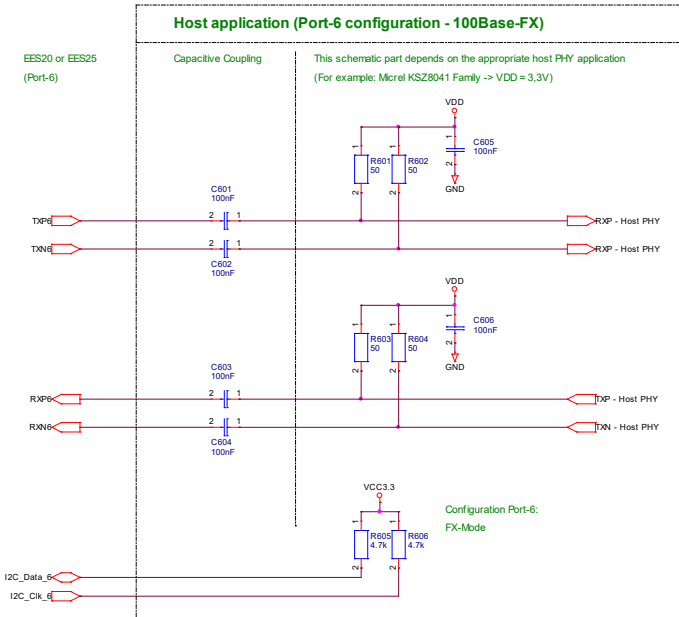 Host application (Port-6 configuration - 100Base-FX)
EES20 or EES25
(Port-6)
Capacitive Coupling
This schematic part depends on the appropriate host PHY application
(For example: Micrel KSZ8041 Family -> VDD = 3,3V)
VDD
1
1
1
C605
100nF
R601
50
R602
50
2
2
2
GND
C601
100nF
TXP6
2
1
RXP - Host PHY
TXN6
2
1
RXP - Host PHY
C602
100nF
VDD
1
1
1
C606
100nF
R603
50
R604
50
2
2
2
GND
C603
100nF
RXP6
2
1
TXP - Host PHY
RXN6
2
1
TXN - Host PHY
C604
100nF
VCC3.3
Configuration Port-6:
FX-Mode
1
1
R605
4.7k
R606
4.7k
2
2
I2C_Data_6
I2C_Clk_6